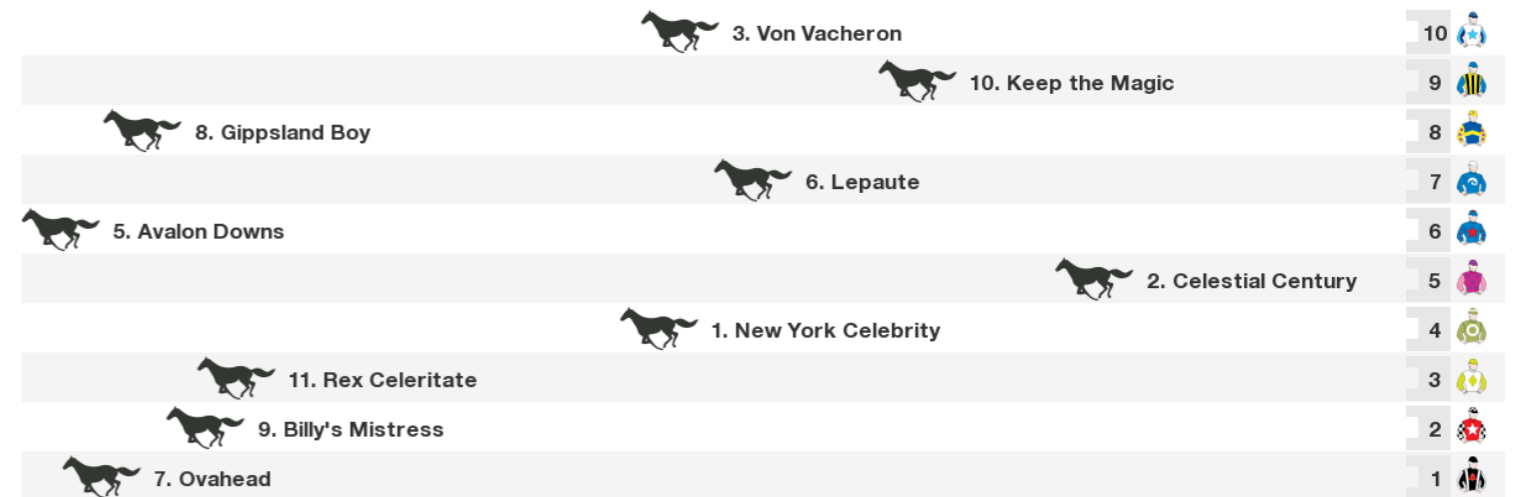 3. Von Vacheron 10
10. Keep the Magic 9
8. Gippsland Boy 8
6. Lepaute 7
5. Avalon Downs 6
2. Celestial Century 5
1. New York Celebrity 4
11. Rex Celeritate 3
9. Billy's Mistress 2
7. Ovahead 1